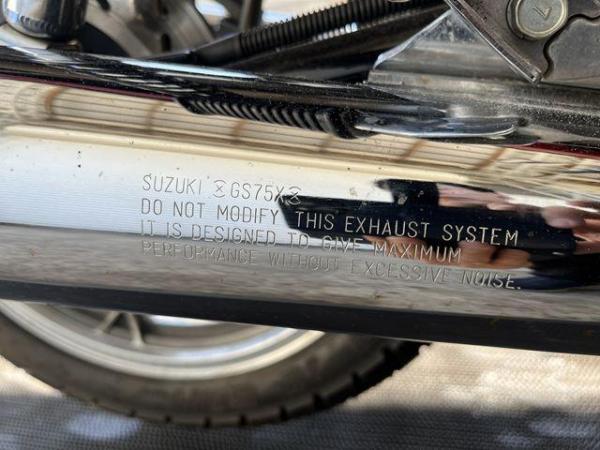 SUZUKI GS75X
DO NOT MODIFY THIS EXHAUST SYSTEM
IT IS DESIGNED TO GIVE MAXIMUM
PERFORMANCE WITHOUT EXCESSIVE NOISE.